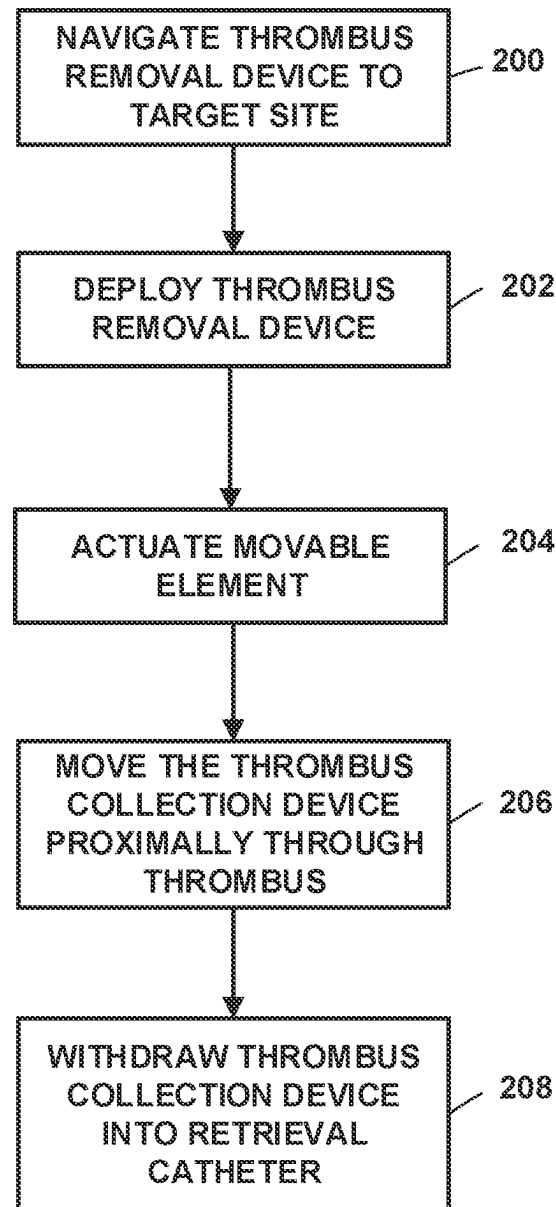 NAVIGATE THROMBUS
REMOVAL DEVICE TO
TARGET SITE
200
DEPLOY THROMBUS
REMOVAL DEVICE
202
ACTUATE MOVABLE
ELEMENT
204
MOVE THE THROMBUS
COLLECTION DEVICE
PROXIMALLY THROUGH
THROMBUS
206
WITHDRAW THROMBUS
COLLECTION DEVICE
INTO RETRIEVAL
CATHETER
208